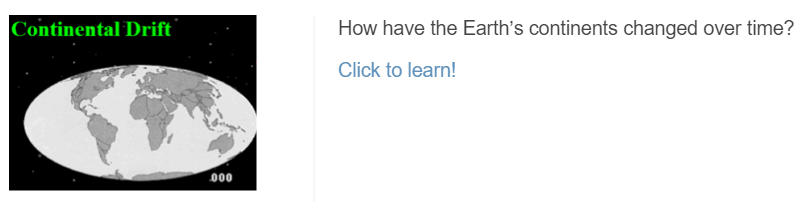 Continental Drift
.000
How have the Earth’s continents changed over time?
Click to learn!